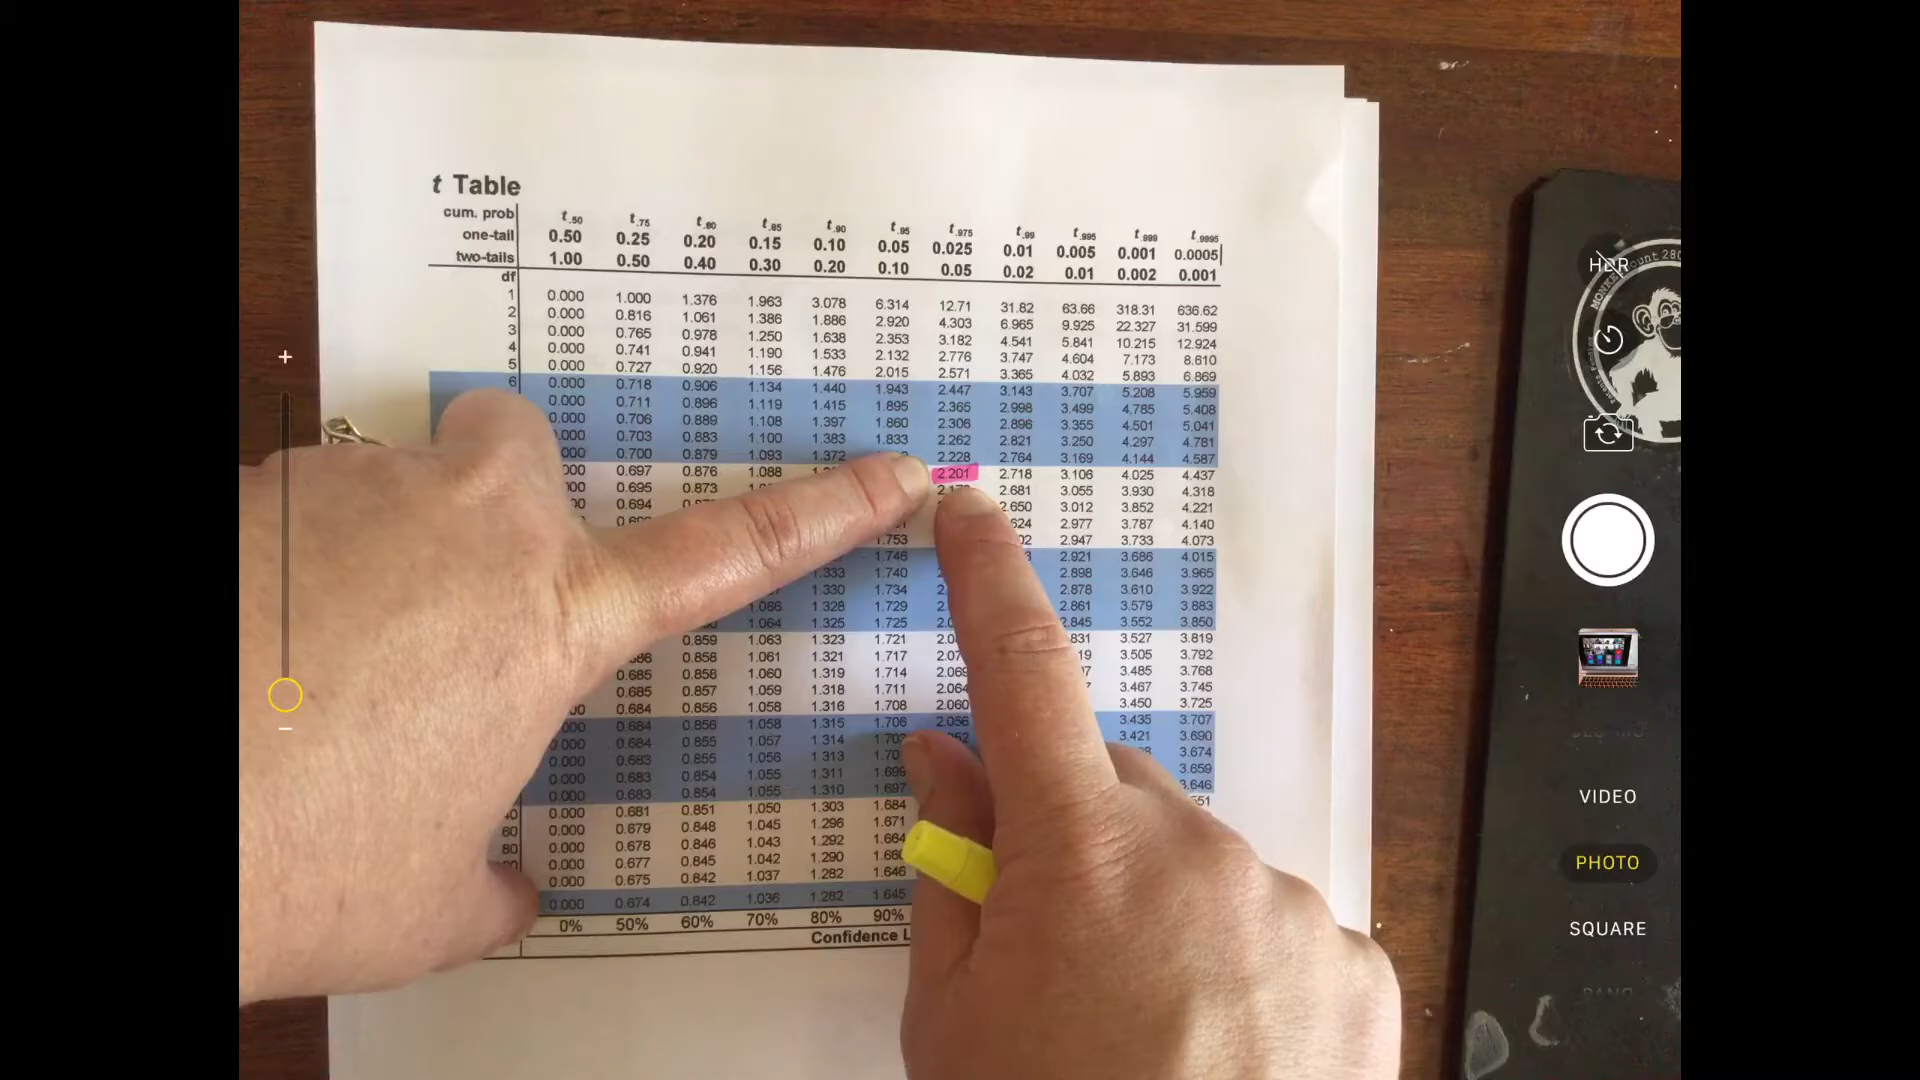 t Table
cum. prob t.50 t.75 t.80 t.85 t.90 t.95 t.975 t.99 t.995 t.999 t.9995
one-tail 0.50 0.25 0.20 0.15 0.10 0.05 0.025 0.01 0.005 0.001 0.0005
two-tails 1.00 0.50 0.40 0.30 0.20 0.10 0.05 0.02 0.01 0.002 0.001
df
1 0.000 1.000 1.376 1.963 3.078 6.314 12.71 31.82 63.66 318.31 636.62
2 0.000 0.816 1.061 1.386 1.886 2.920 4.303 6.965 9.925 22.327 31.599
3 0.000 0.765 0.978 1.250 1.638 2.353 3.182 4.541 5.841 10.215 12.924
4 0.000 0.741 0.941 1.190 1.533 2.132 2.776 3.747 4.604 7.173 8.610
5 0.000 0.727 0.920 1.156 1.476 2.015 2.571 3.365 4.032 5.893 6.869
6 0.000 0.718 0.906 1.134 1.440 1.943 2.447 3.143 3.707 5.208 5.959
0.000 0.711 0.896 1.119 1.415 1.895 2.365 2.998 3.499 4.785 5.408
0.000 0.706 0.889 1.108 1.397 1.860 2.306 2.896 3.355 4.501 5.041
0.703 0.883 1.100 1.383 1.833 2.262 2.821 3.250 4.297 4.781
0.700 0.879 1.093 1.372 2.228 2.764 3.169 4.144 4.587
0.697 0.876 1.088 2.201 2.718 3.106 4.025 4.437
0.695 0.873 2.681 3.055 3.930 4.318
0.694 2.650 3.012 3.852 4.221
2.977 3.787 4.140
1.753 2.947 3.733 4.073
1.746 2.921 3.686 4.015
1.333 1.740 2.898 3.646 3.965
1.330 1.734 2.878 3.610 3.922
1.066 1.328 1.729 2.861 3.579 3.883
1.064 1.325 1.725 2.845 3.552 3.850
0.859 1.063 1.323 1.721 3.527 3.819
0.858 1.061 1.321 1.717 3.505 3.792
0.685 0.858 1.060 1.319 1.714 2.069 3.485 3.768
0.685 0.857 1.059 1.318 1.711 2.064 3.467 3.745
0.684 0.856 1.058 1.316 1.708 2.060 3.450 3.725
0.684 0.856 1.058 1.315 1.706 2.056 3.435 3.707
0.000 0.684 0.855 1.057 1.314 3.421 3.690
0.000 0.683 0.855 1.056 1.313 3.674
0.000 0.683 0.854 1.055 1.311 1.699 3.659
0.000 0.683 0.854 1.055 1.310 1.697 3.646
0.000 0.681 0.851 1.050 1.303 1.684
60 0.000 0.679 0.848 1.045 1.296 1.671
80 0.000 0.678 0.846 1.043 1.292 1.664
0.000 0.677 0.845 1.042 1.290 1.660
0.000 0.675 0.842 1.037 1.282 1.646
0.000 0.674 0.842 1.036 1.282 1.645
0% 50% 60% 70% 80% 90%
Confidence L
HDR
VIDEO
PHOTO
SQUARE